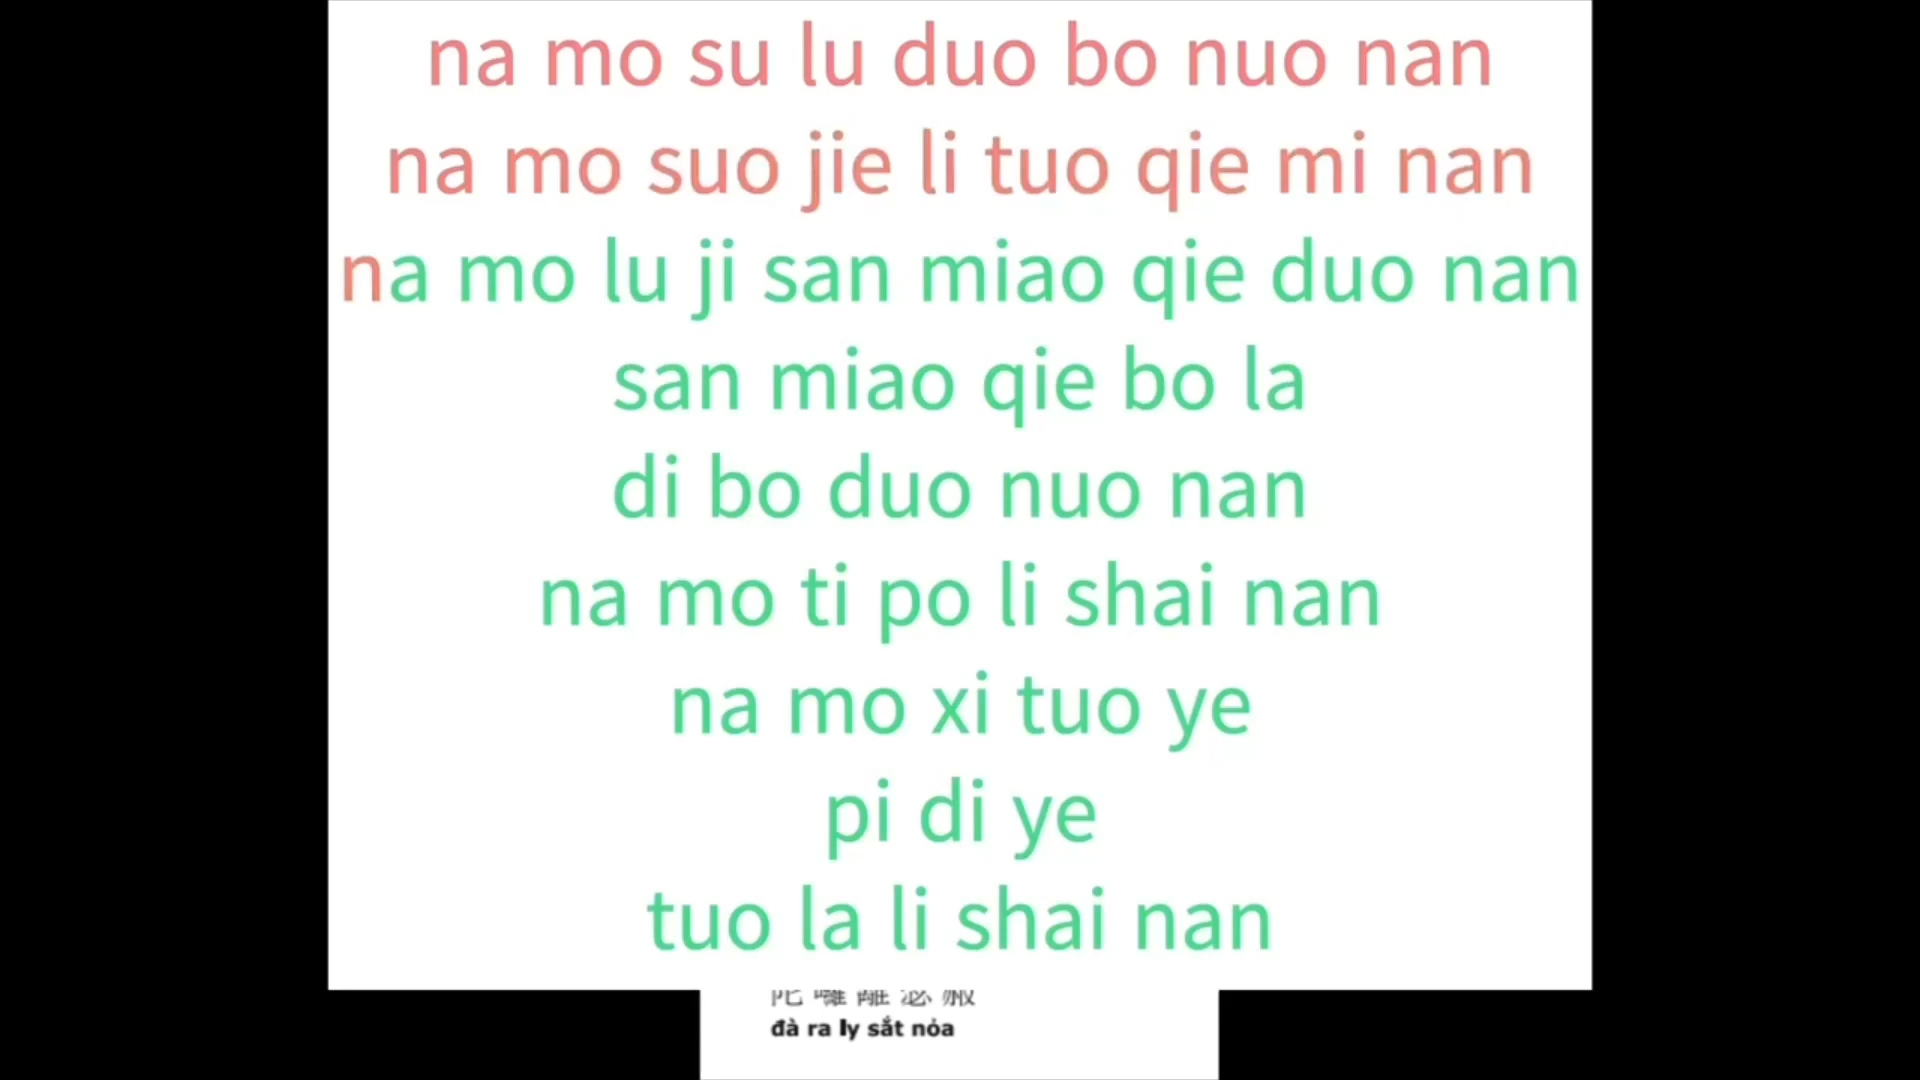 na mo su lu duo bo nuo nan
na mo suo jie li tuo qie mi nan
na mo lu ji san miao qie duo nan
san miao qie bo la
di bo duo nuo nan
na mo ti po li shai nan
na mo xi tuo ye
pi di ye
tuo la li shai nan
đà ra ly sắt nỏa